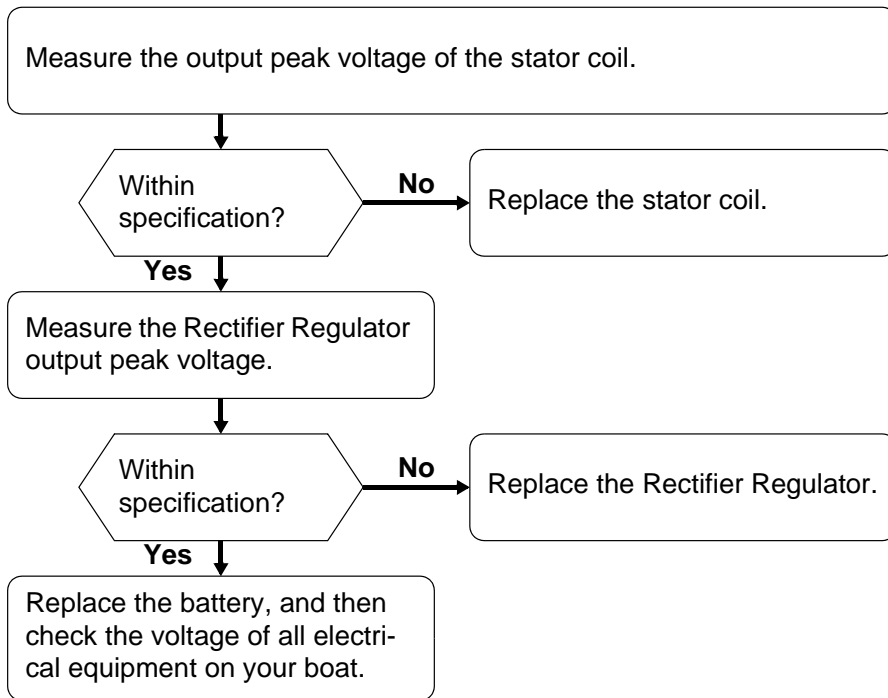 Measure the output peak voltage of the stator coil.
Within
specification?
No
Replace the stator coil.
Yes
Measure the Rectifier Regulator
output peak voltage.
Within
specification?
No
Replace the Rectifier Regulator.
Yes
Replace the battery, and then
check the voltage of all electri-
cal equipment on your boat.